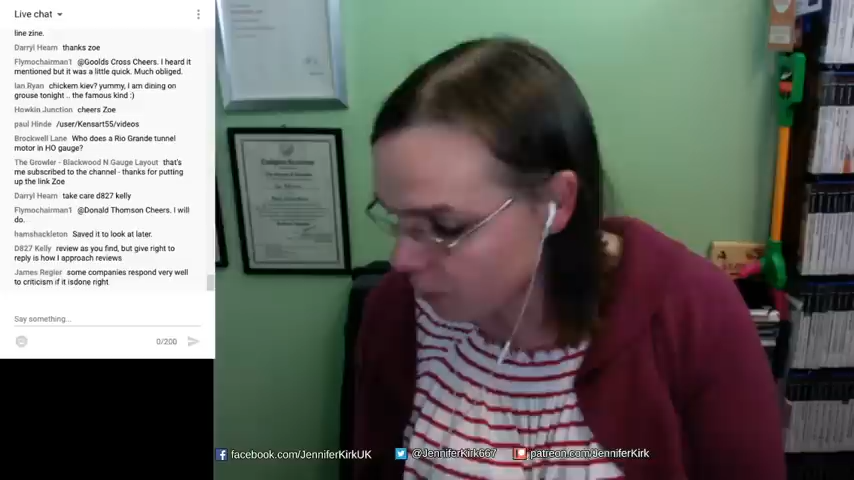 Live chat
line zine.
Darryl Hearn thanks zoe
Flymochairman1 @Goolds Cross Cheers. I heard it
mentioned but it was a little quick. Much obliged.
Ian Ryan chickem kiev? yummy, I am dining on
grouse tonight .. the famous kind :)
Howkin Junction cheers Zoe
paul Hinde /user/Kensart55/videos
Brockwell Lane Who does a Rio Grande tunnel
motor in HO gauge?
The Growler - Blackwood N Gauge Layout that's
me subscribed to the channel - thanks for putting
up the link Zoe
Darryl Hearn take care d827 kelly
Flymochairman1 @Donald Thomson Cheers. I will
do.
hamshackleton Saved it to look at later.
D827 Kelly review as you find, but give right to
reply is how I approach reviews
James Regier some companies respond very well
to criticism if it isdone right
Say something...
0/200
facebook.com/JenniferKirkUK
@JenniferKirk667
patreon.com/JenniferKirk